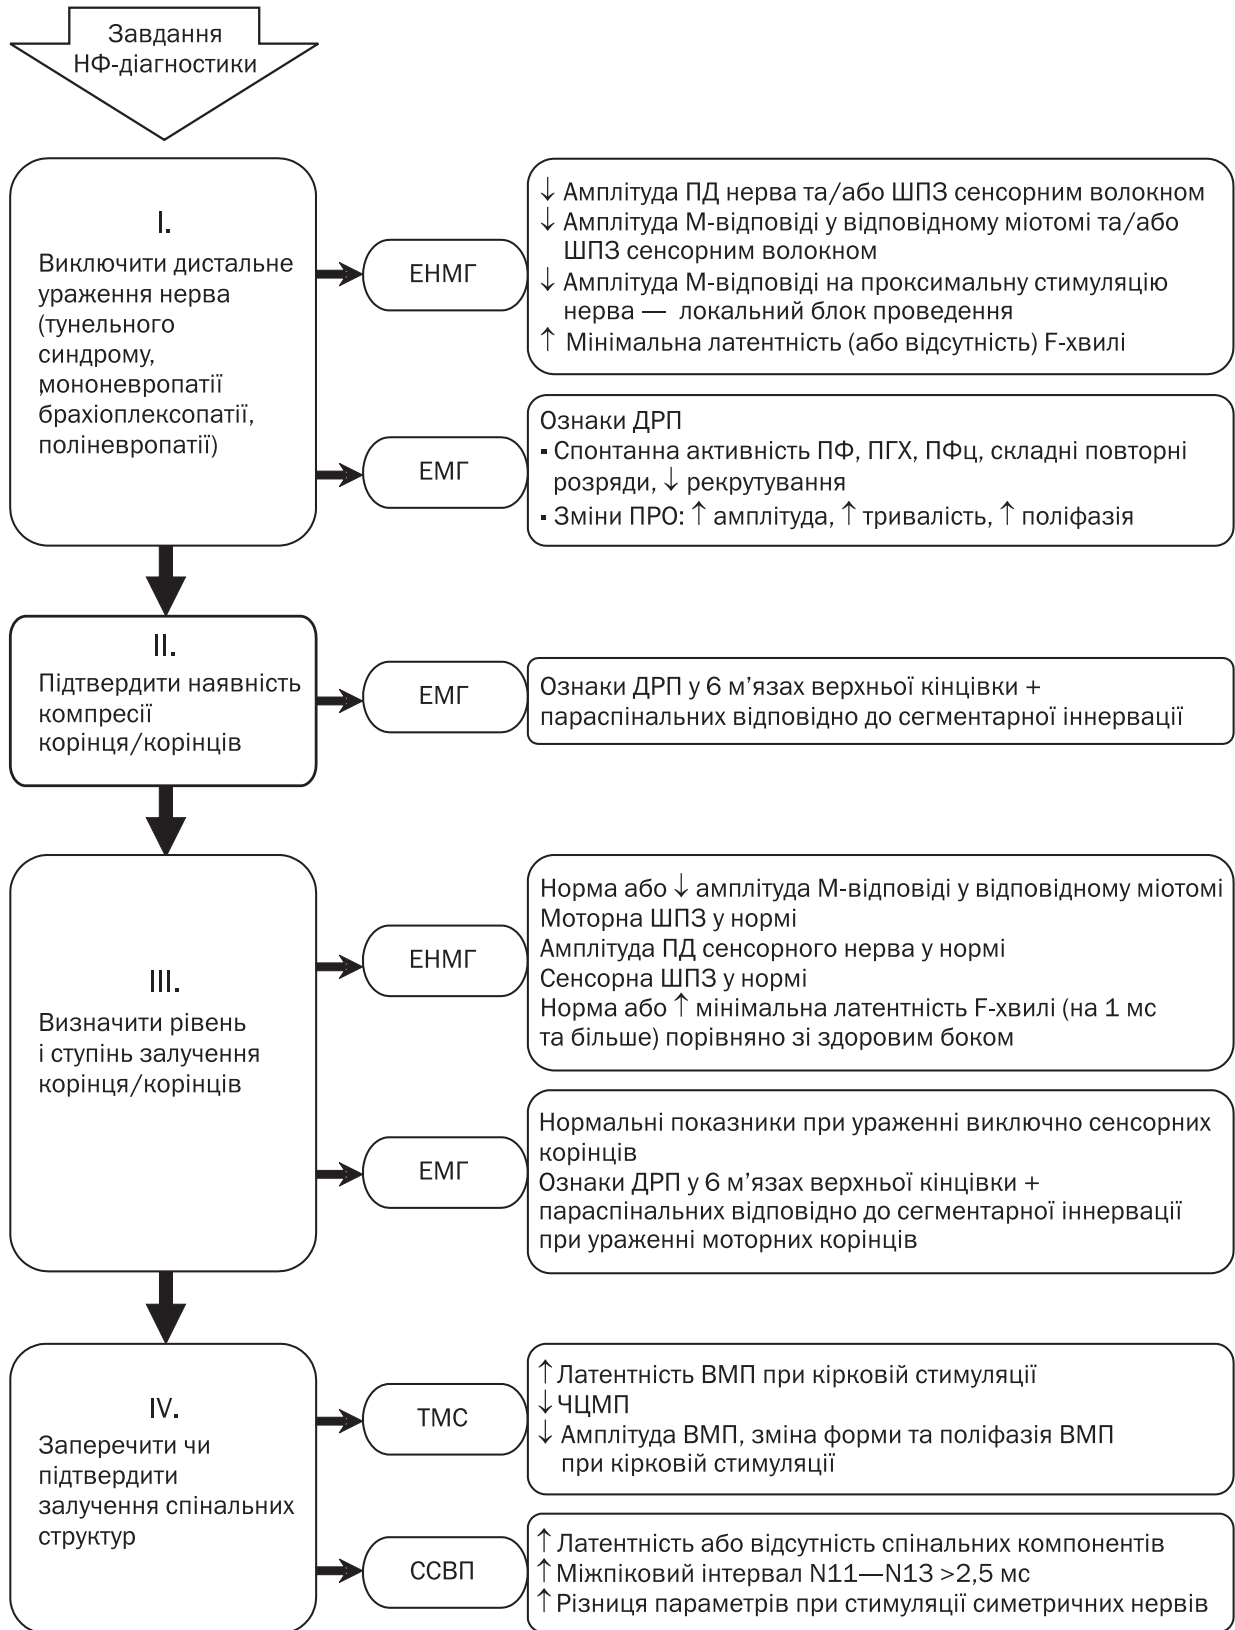 Завдання
НФ-діагностики
I.
Виключити дистальне
ураження нерва
(тунельного
синдрому,
мононевропатії
брахіоплексопатії,
поліневропатії)
ЕНМГ
↓ Амплітуда ПД нерва та/або ШПЗ сенсорним волокном
↓ Амплітуда М-відповіді у відповідному міотомі та/або
ШПЗ сенсорним волокном
↓ Амплітуда М-відповіді на проксимальну стимуляцію
нерва — локальний блок проведення
↑ Мінімальна латентність (або відсутність) F-хвилі
ЕМГ
Ознаки ДРП
▪ Спонтанна активність ПФ, ПГХ, ПФц, складні повторні
розряди, ↓ рекрутування
▪ Зміни ПРО: ↑ амплітуда, ↑ тривалість, ↑ поліфазія
II.
Підтвердити наявність
компресії
корінця/корінців
ЕМГ
Ознаки ДРП у 6 м’язах верхньої кінцівки +
параспінальних відповідно до сегментарної іннервації
III.
Визначити рівень
і ступінь залучення
корінця/корінців
ЕНМГ
Норма або ↓ амплітуда М-відповіді у відповідному міотомі
Моторна ШПЗ у нормі
Амплітуда ПД сенсорного нерва у нормі
Сенсорна ШПЗ у нормі
Норма або ↑ мінімальна латентність F-хвилі (на 1 мс
та більше) порівняно зі здоровим боком
ЕМГ
Нормальні показники при ураженні виключно сенсорних
корінців
Ознаки ДРП у 6 м’язах верхньої кінцівки +
параспінальних відповідно до сегментарної іннервації
при ураженні моторних корінців
IV.
Заперечити чи
підтвердити
залучення спінальних
структур
ТМС
↑ Латентність ВМП при кірковій стимуляції
↓ ЧЦМП
↓ Амплітуда ВМП, зміна форми та поліфазія ВМП
при кірковій стимуляції
ССВП
↑ Латентність або відсутність спінальних компонентів
↑ Міжпіковий інтервал N11—N13 >2,5 мс
↑ Різниця параметрів при стимуляції симетричних нервів